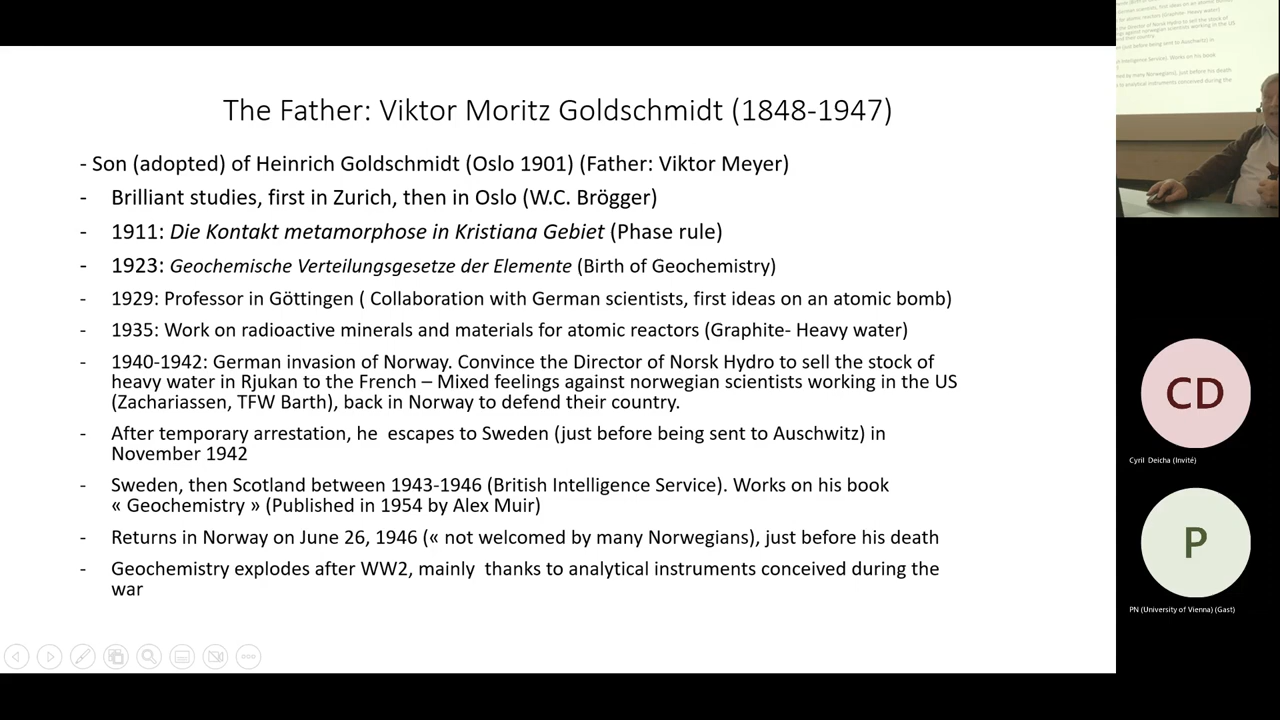 The Father: Viktor Moritz Goldschmidt (1848-1947)
- Son (adopted) of Heinrich Goldschmidt (Oslo 1901) (Father: Viktor Meyer)
- Brilliant studies, first in Zurich, then in Oslo (W.C. Brögger)
- 1911: Die Kontakt metamorphose in Kristiana Gebiet (Phase rule)
- 1923: Geochemische Verteilungsgesetze der Elemente (Birth of Geochemistry)
- 1929: Professor in Göttingen ( Collaboration with German scientists, first ideas on an atomic bomb)
- 1935: Work on radioactive minerals and materials for atomic reactors (Graphite- Heavy water)
- 1940-1942: German invasion of Norway. Convince the Director of Norsk Hydro to sell the stock of
heavy water in Rjukan to the French – Mixed feelings against norwegian scientists working in the US
(Zachariassen, TFW Barth), back in Norway to defend their country.
- After temporary arrestation, he escapes to Sweden (just before being sent to Auschwitz) in
November 1942
- Sweden, then Scotland between 1943-1946 (British Intelligence Service). Works on his book
« Geochemistry » (Published in 1954 by Alex Muir)
- Returns in Norway on June 26, 1946 (« not welcomed by many Norwegians), just before his death
- Geochemistry explodes after WW2, mainly thanks to analytical instruments conceived during the
war
CD
Cyril Deicha (Invité)
P
PN (University of Vienna) (Gast)